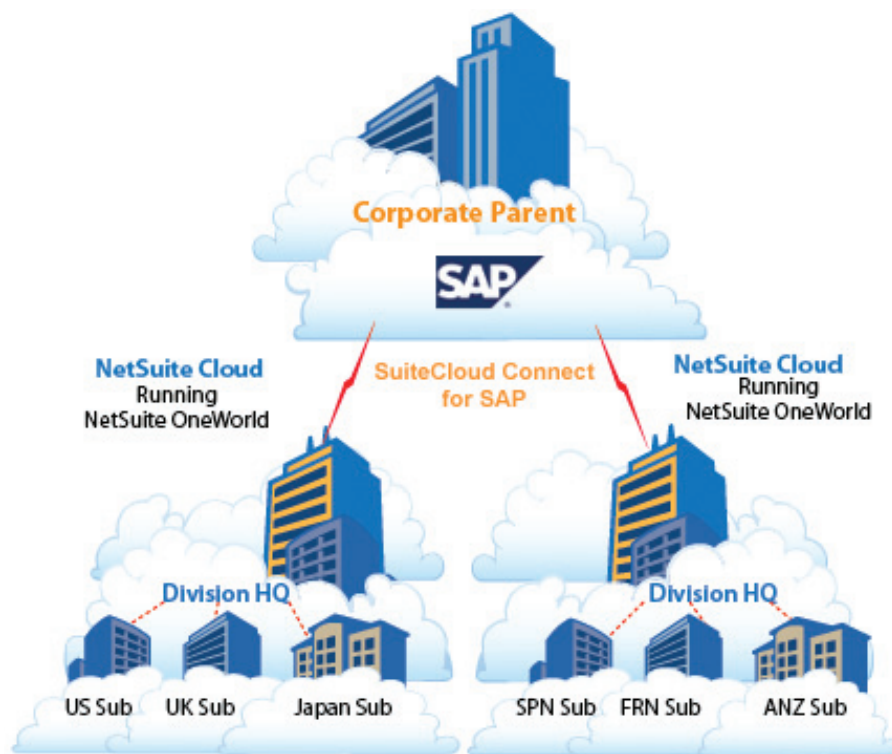 Corporate Parent
SAP®
NetSuite Cloud
Running
NetSuite OneWorld
SuiteCloud Connect
for SAP
NetSuite Cloud
Running
NetSuite OneWorld
Division HQ
US Sub
UK Sub
Japan Sub
Division HQ
SPN Sub
FRN Sub
ANZ Sub